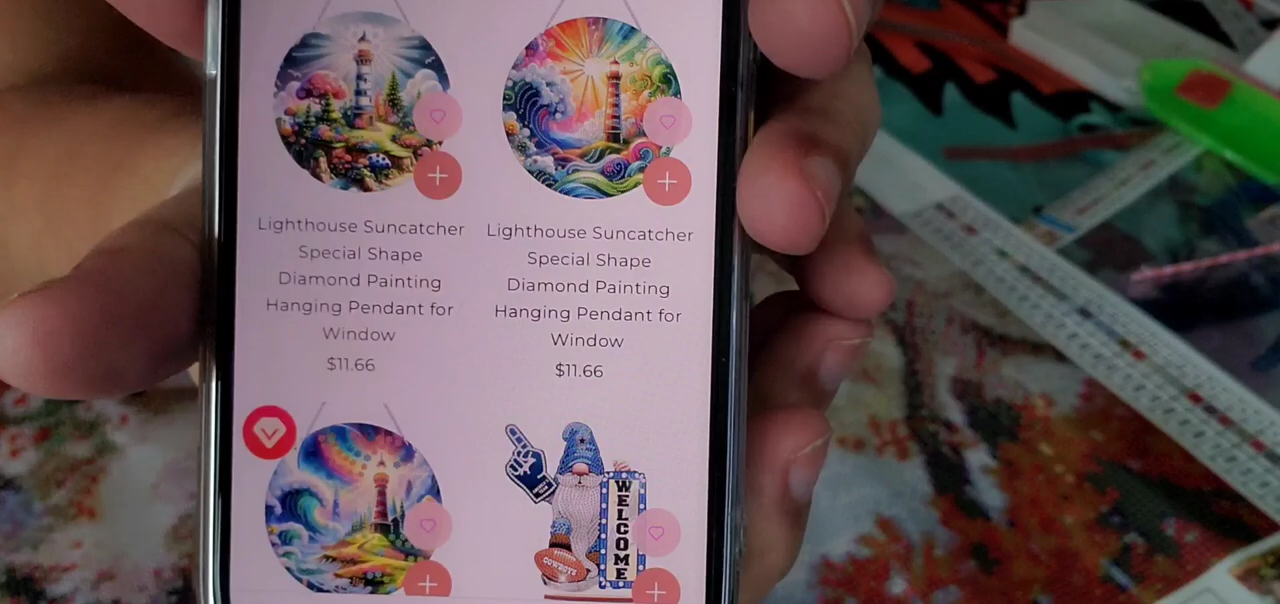 Lighthouse Suncatcher
Special Shape
Diamond Painting
Hanging Pendant for
Window
$11.66
Lighthouse Suncatcher
Special Shape
Diamond Painting
Hanging Pendant for
Window
$11.66
WELCOME
COWBOYS